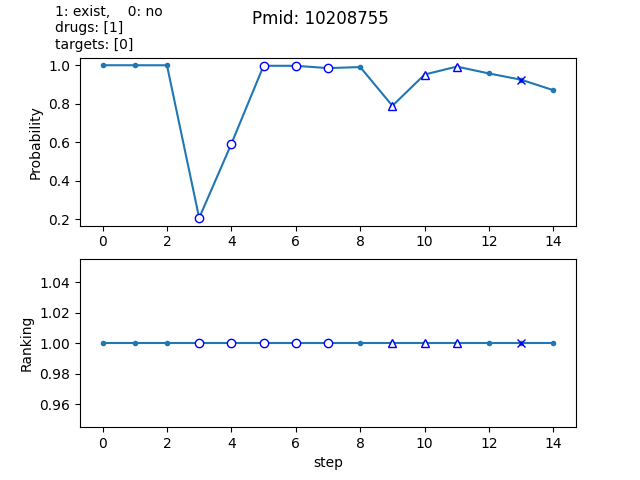 1: exist,    0: no
drugs: [1]
targets: [0]
Pmid: 10208755
1.0
0.8
0.6
0.4
0.2
Probability
0 2 4 6 8 10 12 14
1.04
1.02
1.00
0.98
0.96
Ranking
0 2 4 6 8 10 12 14
step